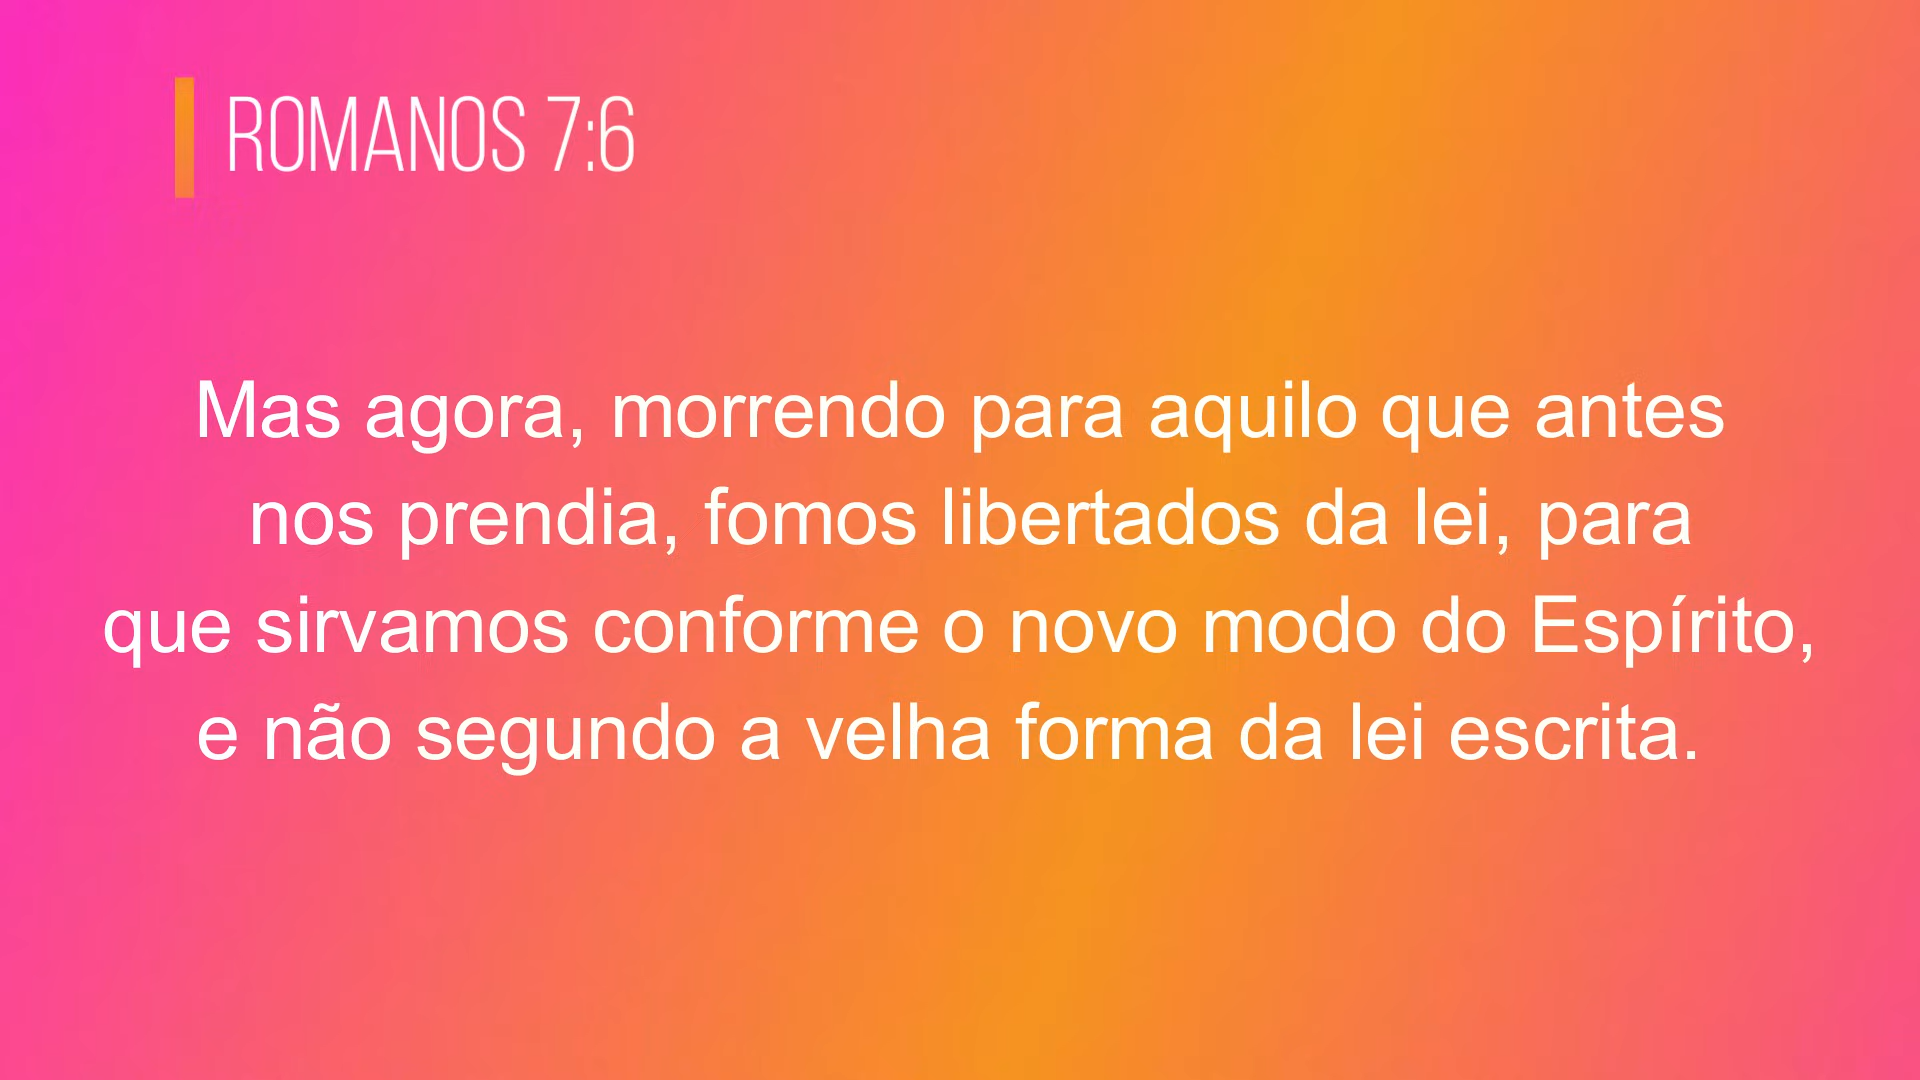 ROMANOS 7:6
Mas agora, morrendo para aquilo que antes
nos prendia, fomos libertados da lei, para
que sirvamos conforme o novo modo do Espírito,
e não segundo a velha forma da lei escrita.